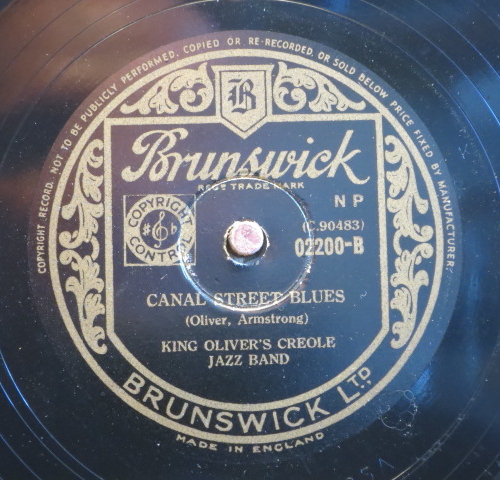 COPYRIGHT RECORD. NOT TO BE PUBLICLY PERFORMED, COPIED OR RE-RECORDED, OR SOLD BELOW PRICE FIXED BY MANUFACTURER.
B
Brunswick
REGD TRADE MARK
COPYRIGHT
CONTROL
NP
(C.90483)
02200-B
CANAL STREET BLUES
(Oliver, Armstrong)
KING OLIVER'S CREOLE
JAZZ BAND
BRUNSWICK LTD
MADE IN ENGLAND